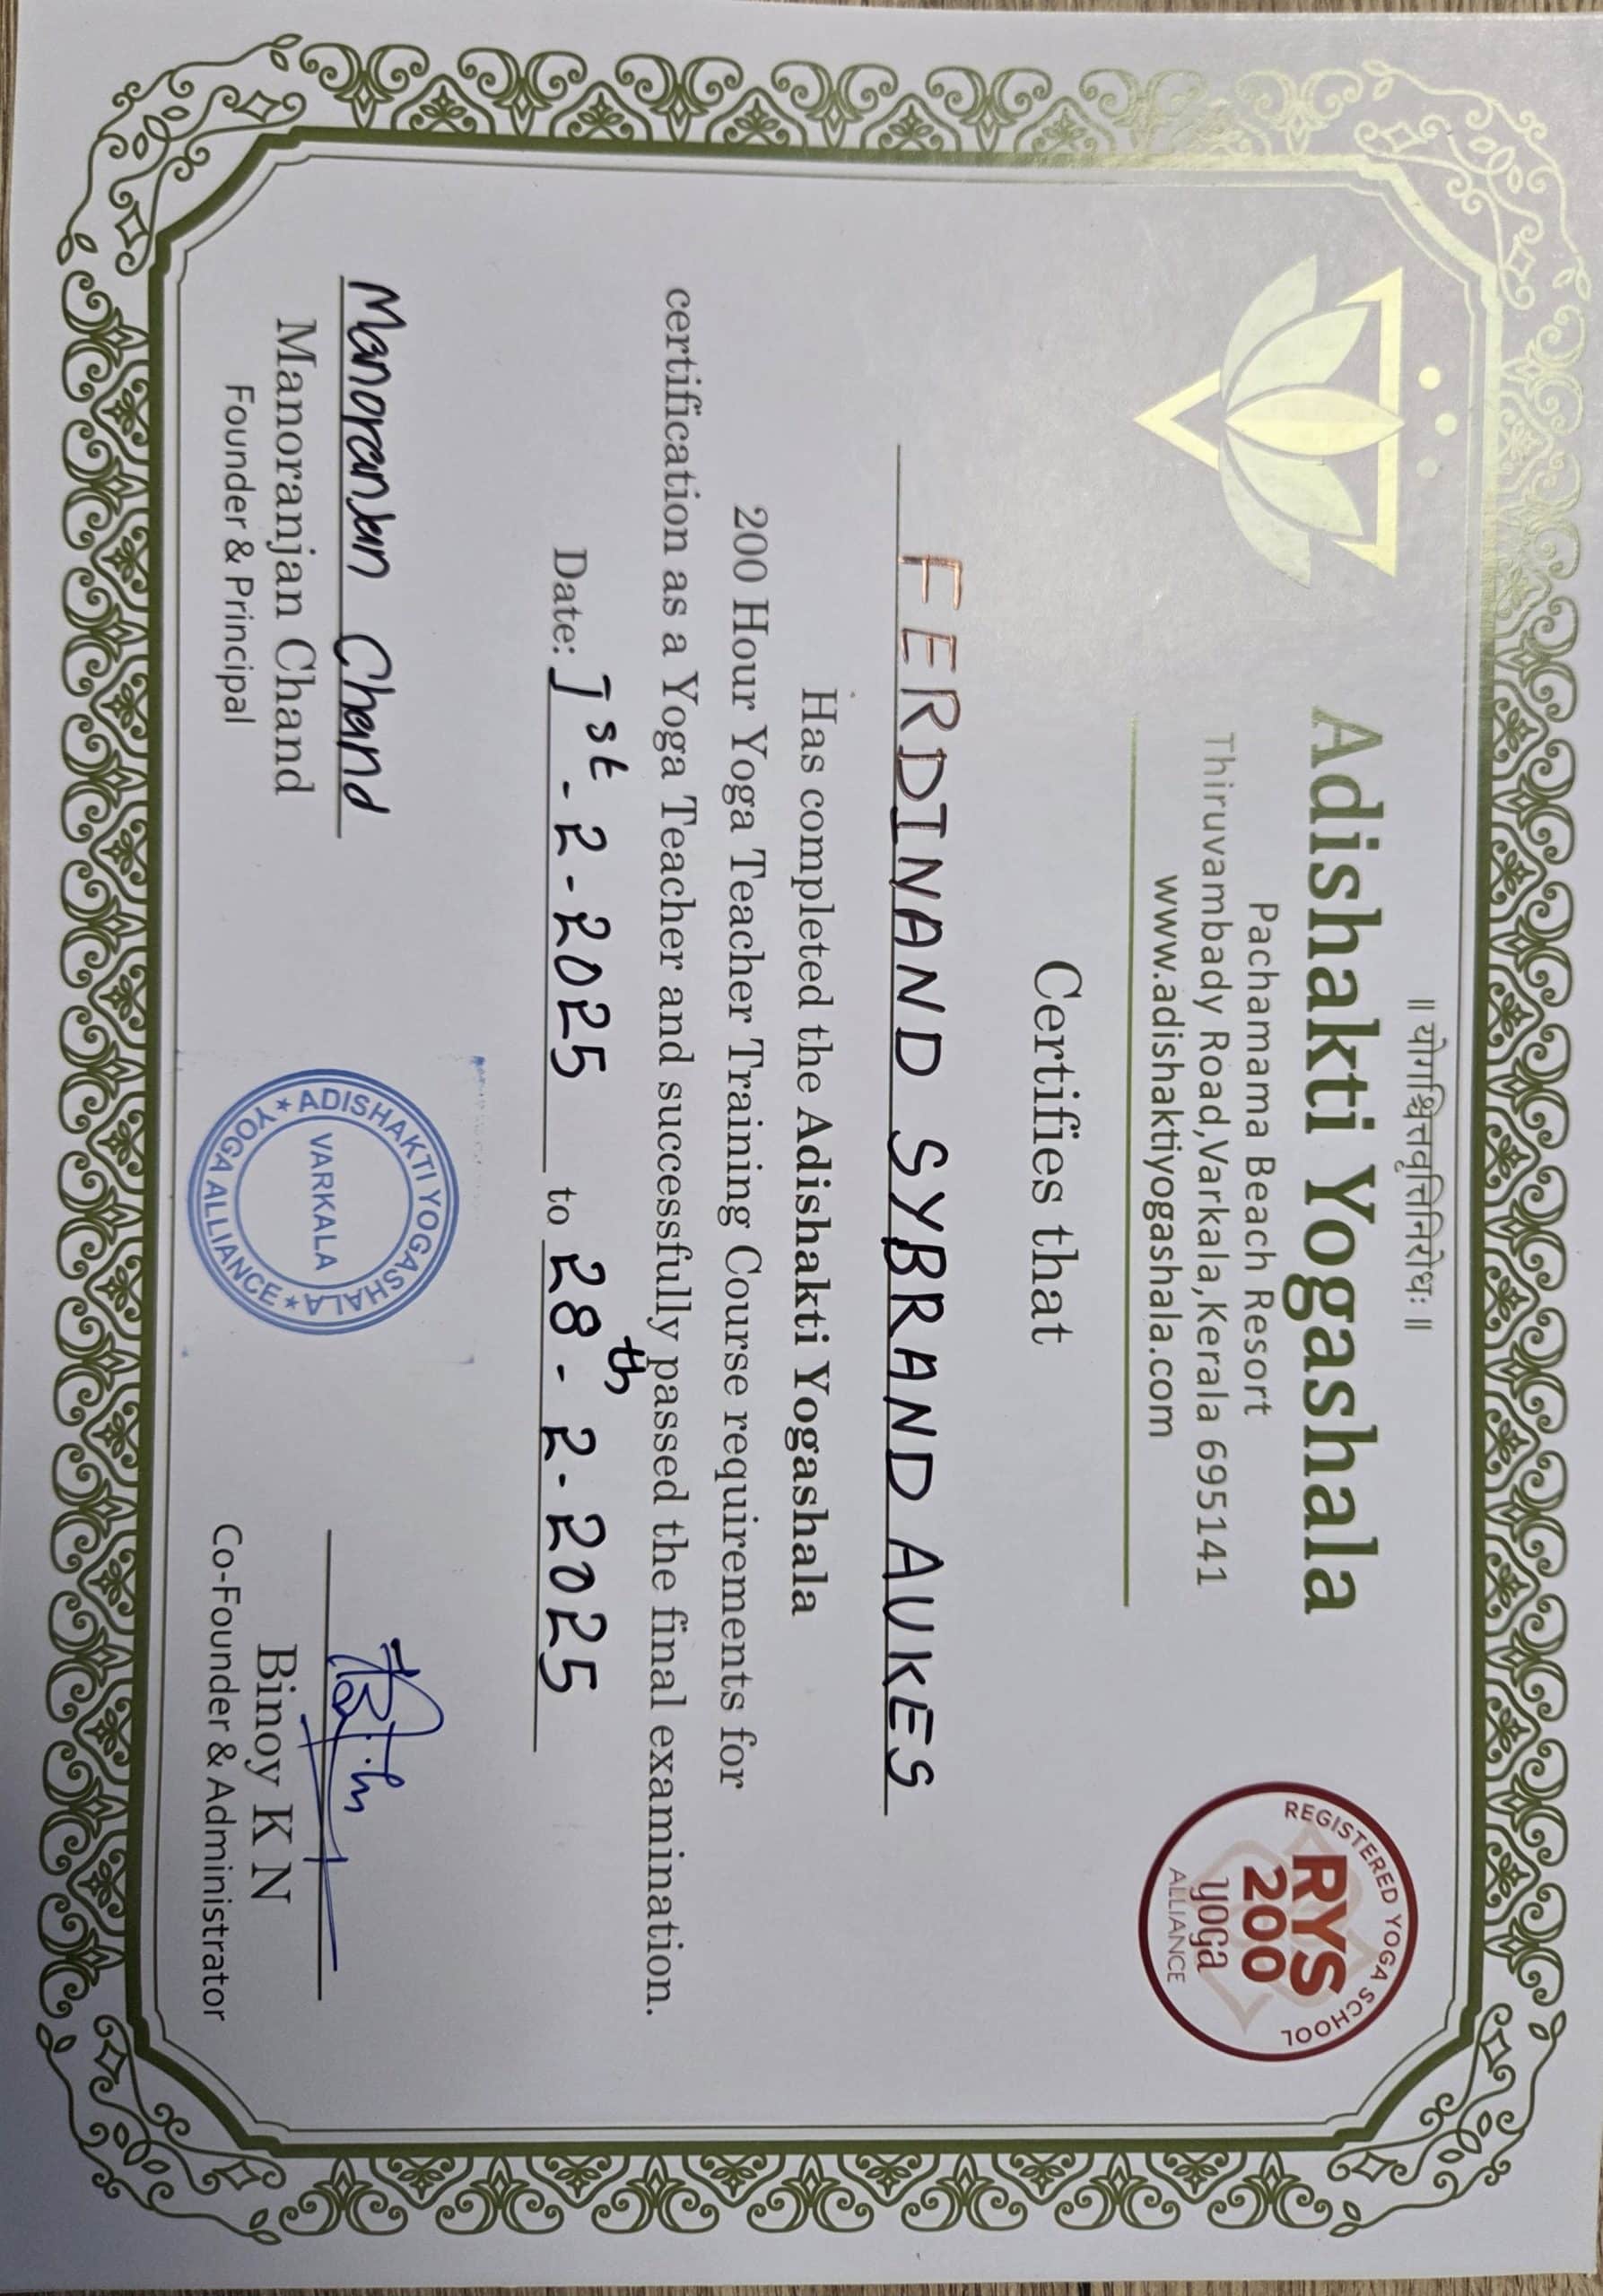 ॥ योगश्चित्तवृत्तिनिरोधः ॥
Adishakti Yogashala
Pachamama Beach Resort
Thiruvambady Road,Varkala,Kerala 695141
www.adishaktiyogashala.com
REGISTERED YOGA SCHOOL
RYS
200
yoga
ALLIANCE
Certifies that
FERDINAND SYBRAND AUKES
Has completed the Adishakti Yogashala
200 Hour Yoga Teacher Training Course requirements for
certification as a Yoga Teacher and successfully passed the final examination.
Date: 1st - 2 - 2025 to 28th - 2 - 2025
Manoranjan Chand
Manoranjan Chand
Founder & Principal
ADISHAKTI YOGASHALA
★ YOGA ALLIANCE ★
VARKALA
Binoy K N
Co-Founder & Administrator